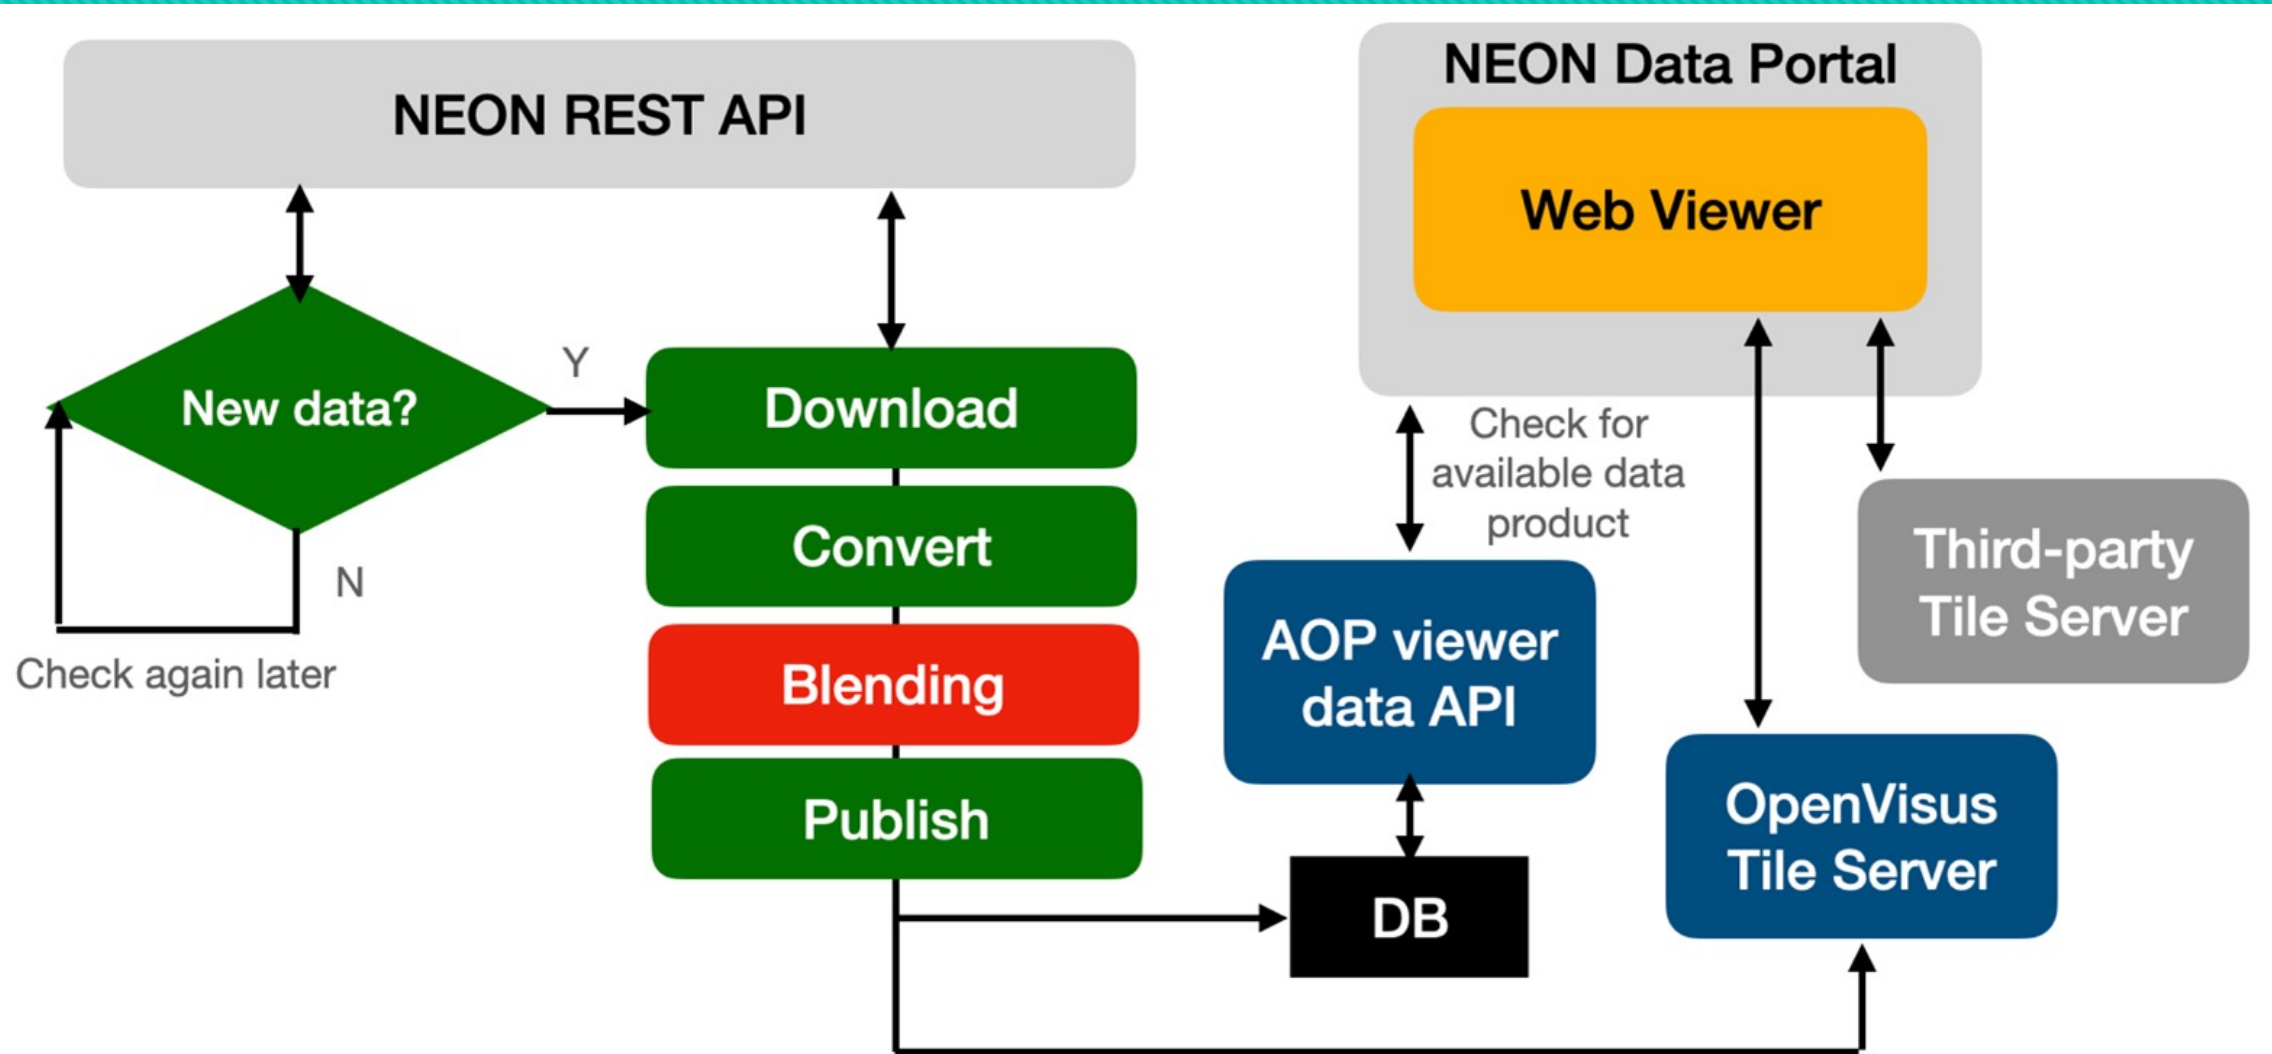 NEON REST API
New data?
Y
N
Check again later
Download
Convert
Blending
Publish
NEON Data Portal
Web Viewer
Check for
available data
product
AOP viewer
data API
DB
Third-party
Tile Server
OpenVisus
Tile Server